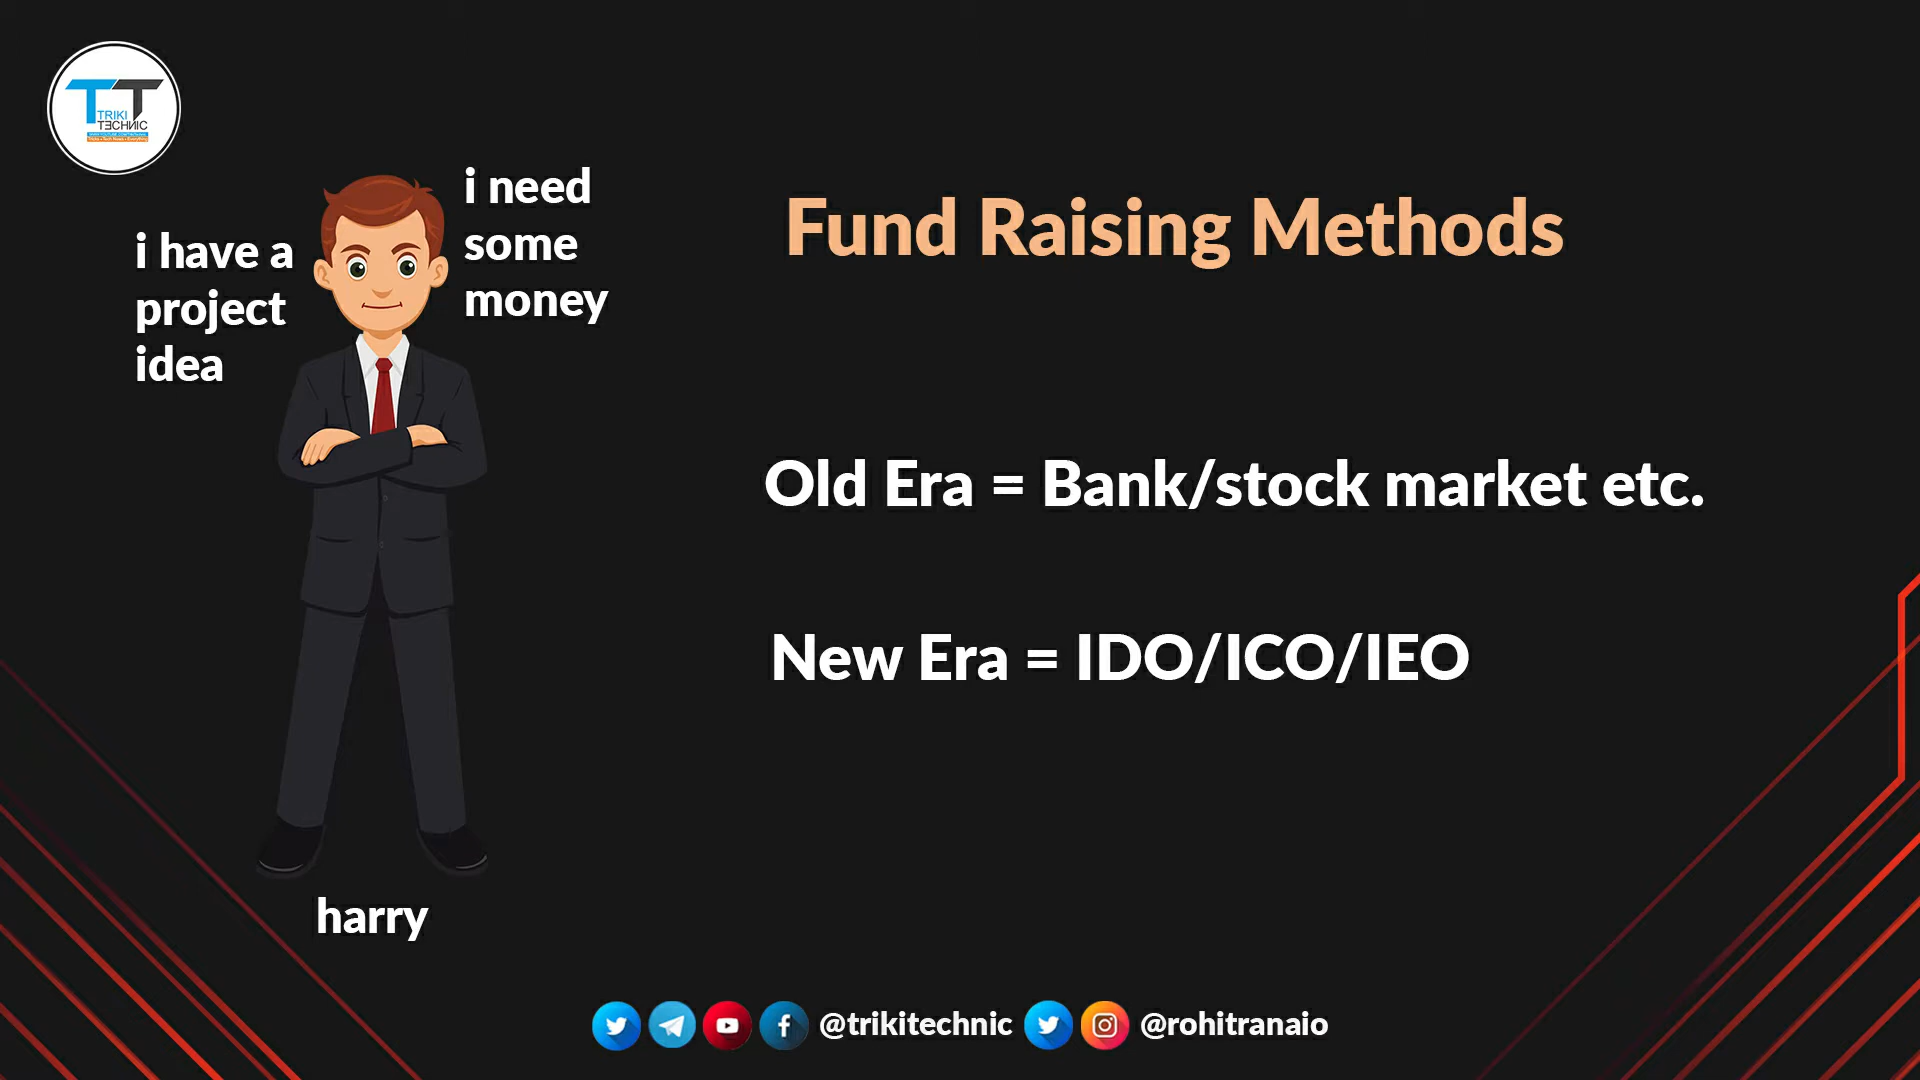 TRIKI
TECHNIC
i have a
project
idea
i need
some
money
Fund Raising Methods
Old Era = Bank/stock market etc.
New Era = IDO/ICO/IEO
harry
@trikitechnic
@rohitranaio